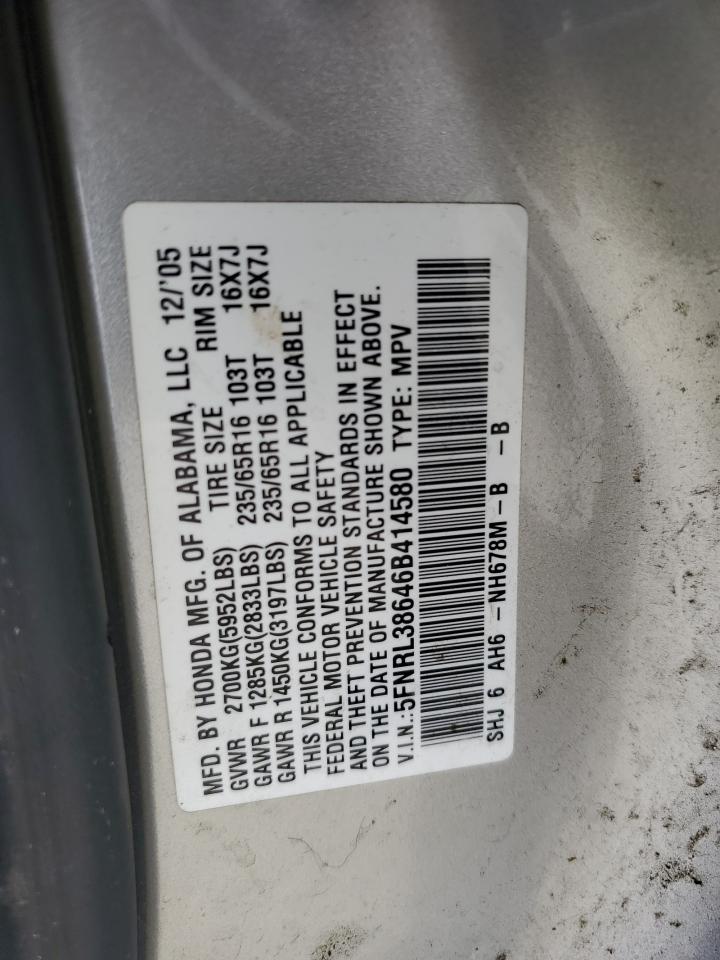 MFD. BY HONDA MFG. OF ALABAMA, LLC 12/'05
GVWR 2700KG(5952LBS) TIRE SIZE RIM SIZE
GAWR F 1285KG(2833LBS) 235/65R16 103T 16X7J
GAWR R 1450KG(3197LBS) 235/65R16 103T 16X7J
THIS VEHICLE CONFORMS TO ALL APPLICABLE
FEDERAL MOTOR VEHICLE SAFETY
AND THEFT PREVENTION STANDARDS IN EFFECT
ON THE DATE OF MANUFACTURE SHOWN ABOVE.
V.I.N.:5FNRL38646B414580 TYPE: MPV
SHJ 6 AH6 -NH678M-B -B